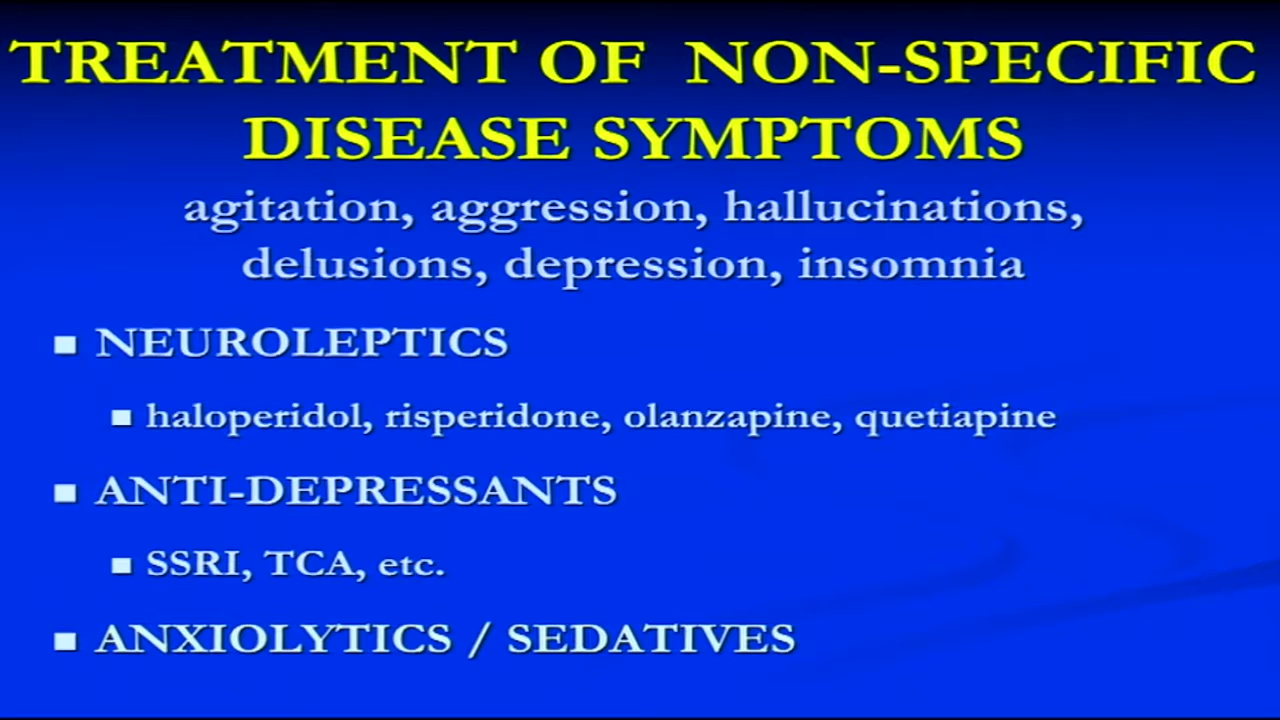 TREATMENT OF NON-SPECIFIC
DISEASE SYMPTOMS
agitation, aggression, hallucinations,
delusions, depression, insomnia
NEUROLEPTICS
haloperidol, risperidone, olanzapine, quetiapine
ANTI-DEPRESSANTS
SSRI, TCA, etc.
ANXIOLYTICS / SEDATIVES